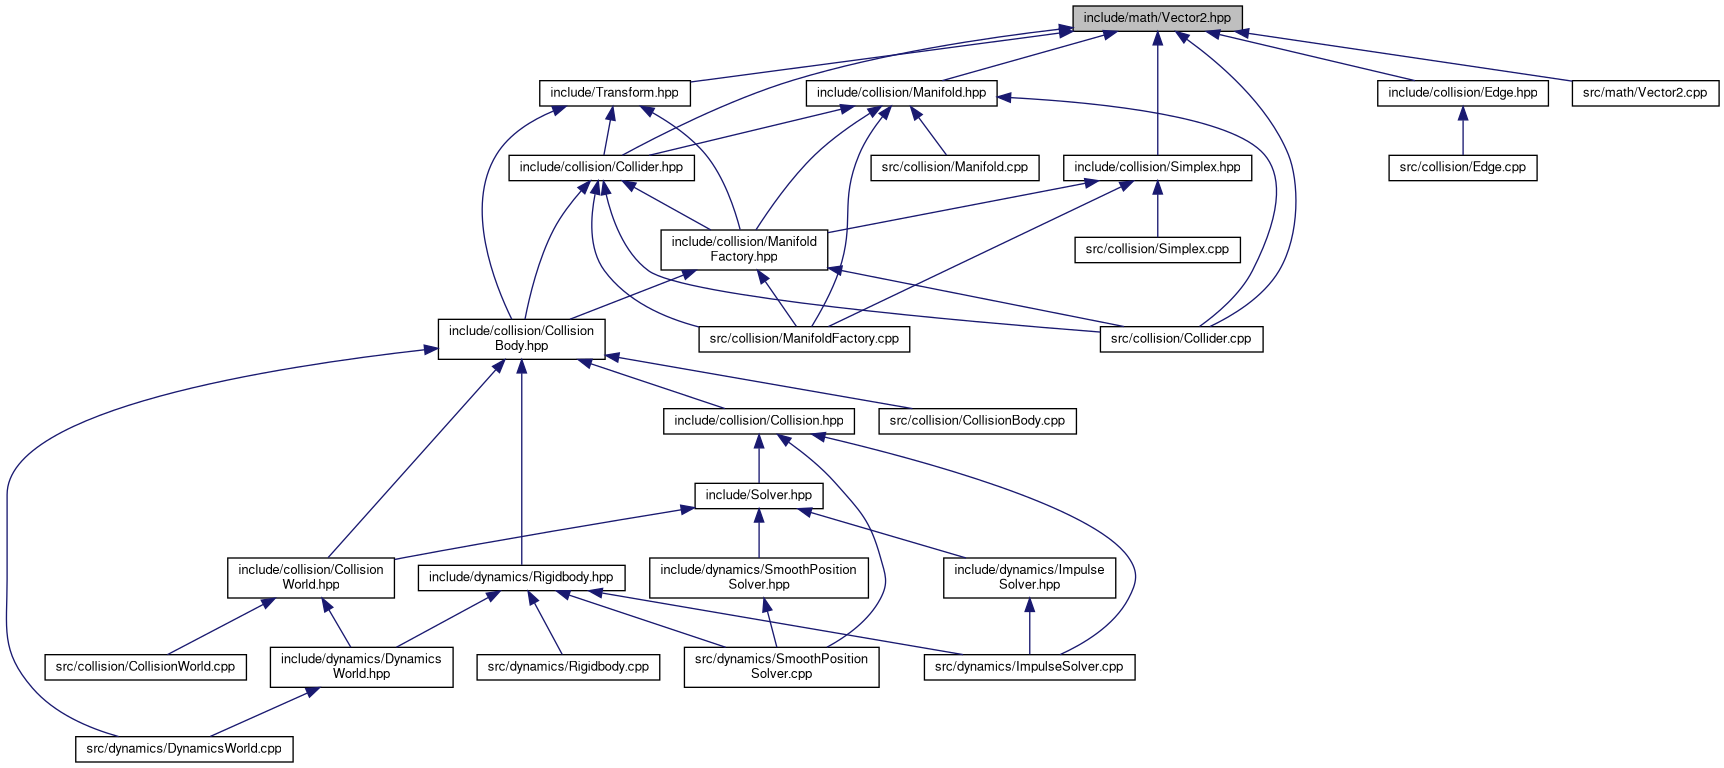 include/math/Vector2.hpp
include/Transform.hpp
include/collision/Manifold.hpp
include/collision/Edge.hpp
src/math/Vector2.cpp
include/collision/Collider.hpp
src/collision/Manifold.cpp
include/collision/Simplex.hpp
src/collision/Edge.cpp
include/collision/Manifold
Factory.hpp
src/collision/Simplex.cpp
include/collision/Collision
Body.hpp
src/collision/ManifoldFactory.cpp
src/collision/Collider.cpp
include/collision/Collision.hpp
src/collision/CollisionBody.cpp
include/Solver.hpp
include/collision/Collision
World.hpp
include/dynamics/Rigidbody.hpp
include/dynamics/SmoothPosition
Solver.hpp
include/dynamics/Impulse
Solver.hpp
src/collision/CollisionWorld.cpp
include/dynamics/Dynamics
World.hpp
src/dynamics/Rigidbody.cpp
src/dynamics/SmoothPosition
Solver.cpp
src/dynamics/ImpulseSolver.cpp
src/dynamics/DynamicsWorld.cpp